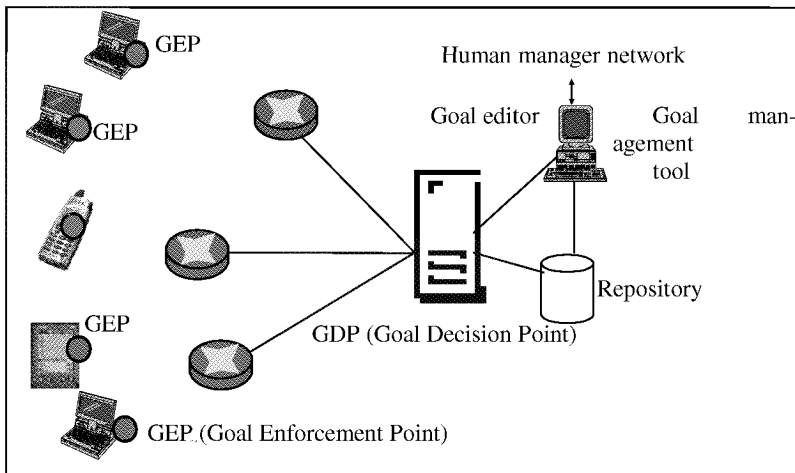 GEP
Human manager network
GEP
Goal editor
Goal man-
agement
tool
Repository
GEP
GDP (Goal Decision Point)
GEP (Goal Enforcement Point)